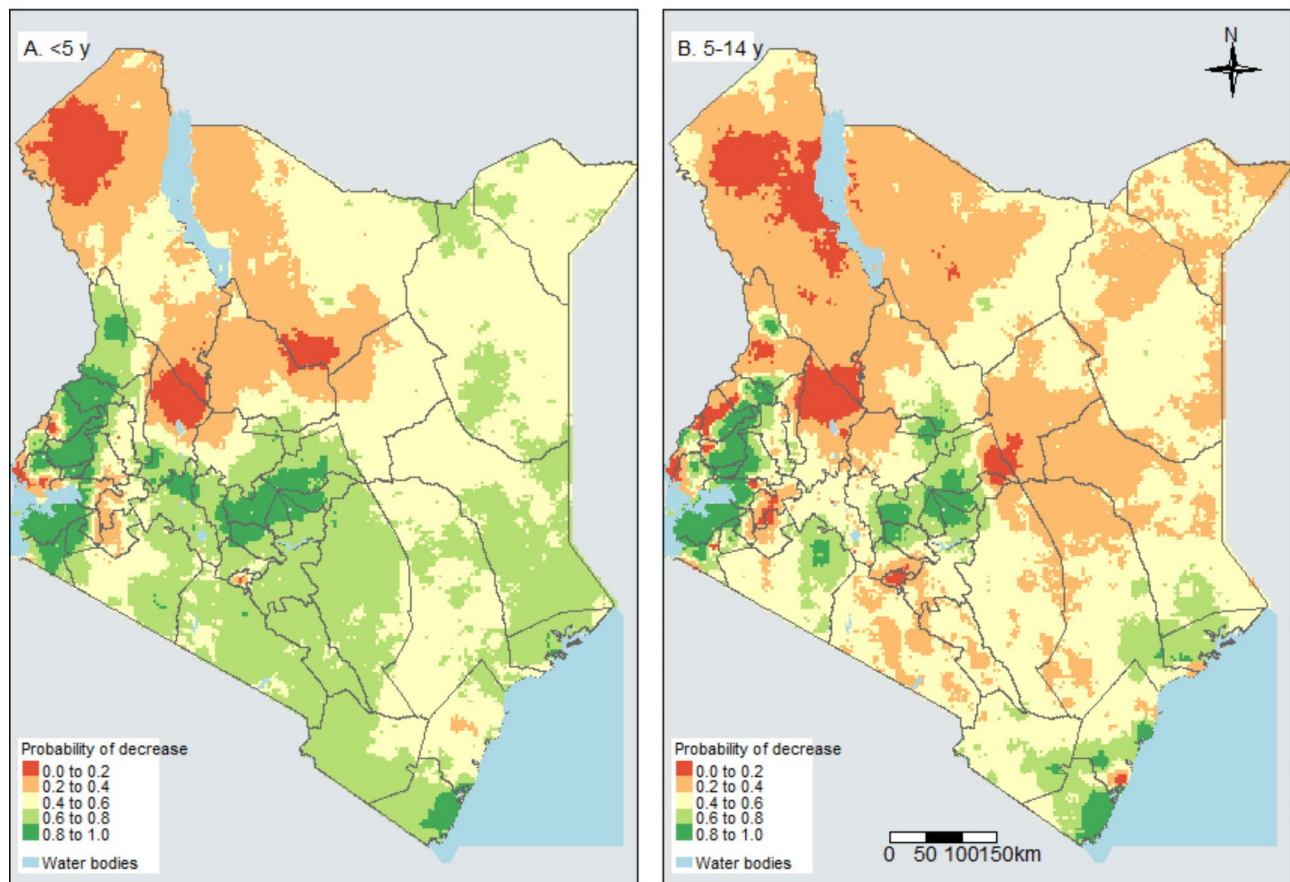 A. <5 y
Probability of decrease
0.0 to 0.2
0.2 to 0.4
0.4 to 0.6
0.6 to 0.8
0.8 to 1.0
Water bodies
B. 5-14 y
N
Probability of decrease
0.0 to 0.2
0.2 to 0.4
0.4 to 0.6
0.6 to 0.8
0.8 to 1.0
Water bodies
0 50 100150km